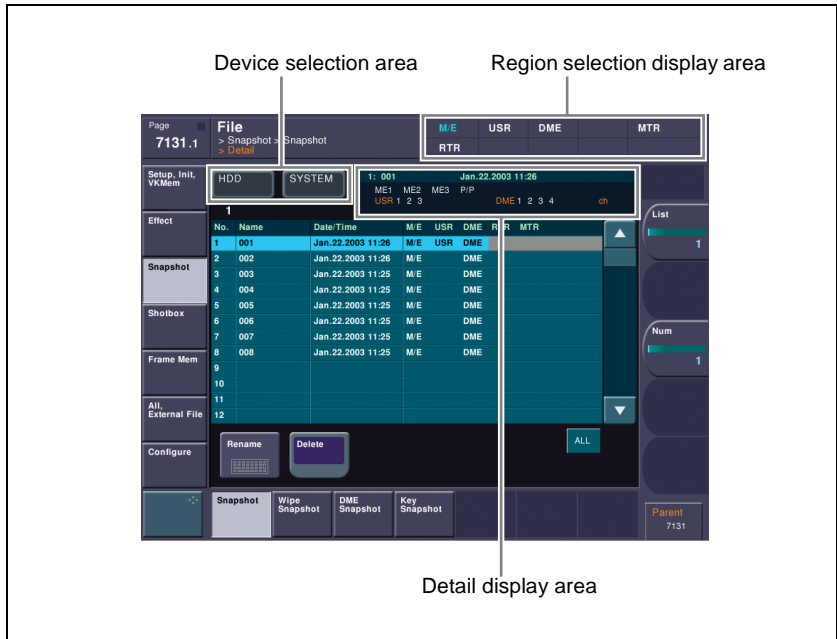 Device selection area
Region selection display area
Page
7131.1
File
> Snapshot > Snapshot
> Detail
M/E USR DME MTR
RTR
Setup, Init,
VKMem
Effect
Snapshot
Shotbox
Frame Mem
All,
External File
Configure
HDD
SYSTEM
1: 001 Jan.22.2003 11:26
ME1 ME2 ME3 P/P
USR 1 2 3 DME 1 2 3 4 ch
1
No. Name Date/Time M/E USR DME RTR MTR
1 001 Jan.22.2003 11:26 M/E USR DME
2 002 Jan.22.2003 11:26 M/E DME
3 003 Jan.22.2003 11:25 M/E DME
4 004 Jan.22.2003 11:25 M/E DME
5 005 Jan.22.2003 11:25 M/E DME
6 006 Jan.22.2003 11:25 M/E DME
7 007 Jan.22.2003 11:25 M/E DME
8 008 Jan.22.2003 11:25 M/E DME
9
10
11
12
List
1
Num
1
Rename
Delete
ALL
Snapshot
Wipe
Snapshot
DME
Snapshot
Key
Snapshot
Parent
7131
Detail display area